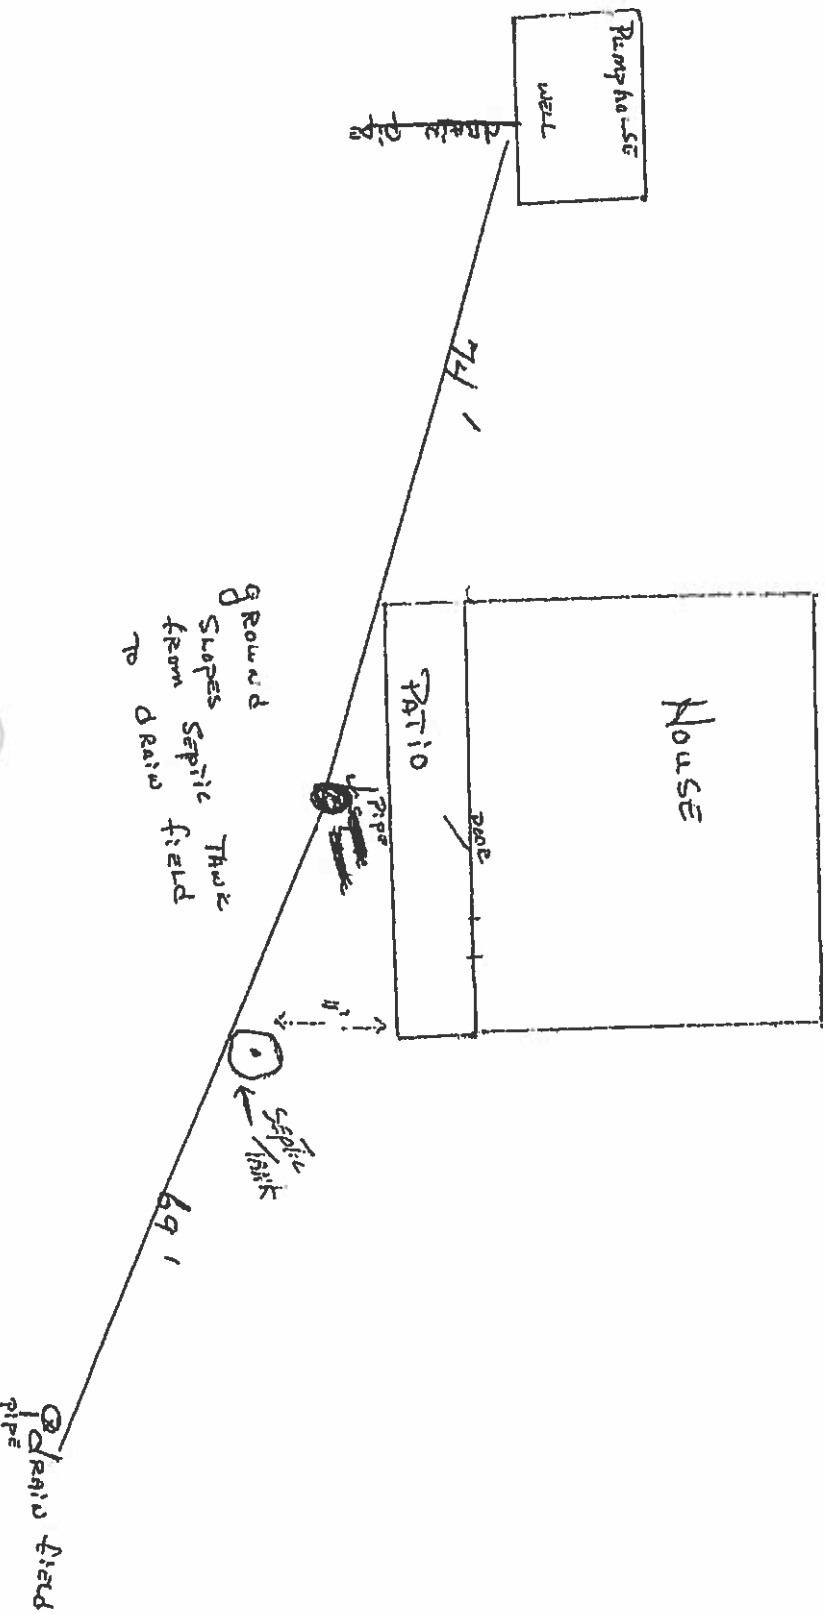 PumphousE
WELL
74'
HousE
PATiO
DOOR
Pipe
gROUNd
SLOPES
fROM SEPTiC TANK
TO dRAiN fiELd
11'
SEPTiC
TANK
69'
PiPE
dRAiN fiELd